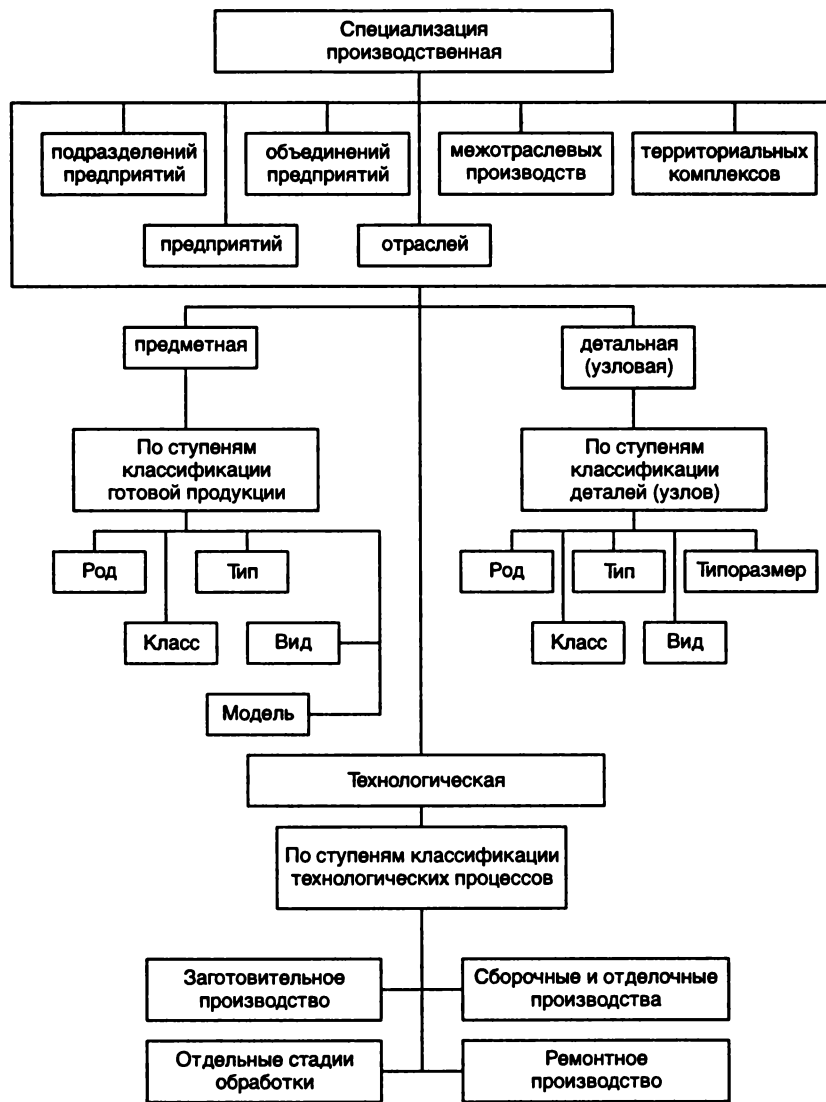 Специализация
производственная
подразделений
предприятий
объединений
предприятий
межотраслевых
производств
территориальных
комплексов
предприятий
отраслей
предметная
детальная
(узловая)
По ступеням
классификации
готовой продукции
По ступеням
классификации
деталей (узлов)
Род
Тип
Класс
Вид
Модель
Род
Тип
Типоразмер
Класс
Вид
Технологическая
По ступеням классификации
технологических процессов
Заготовительное
производство
Сборочные и отделочные
производства
Отдельные стадии
обработки
Ремонтное
производство